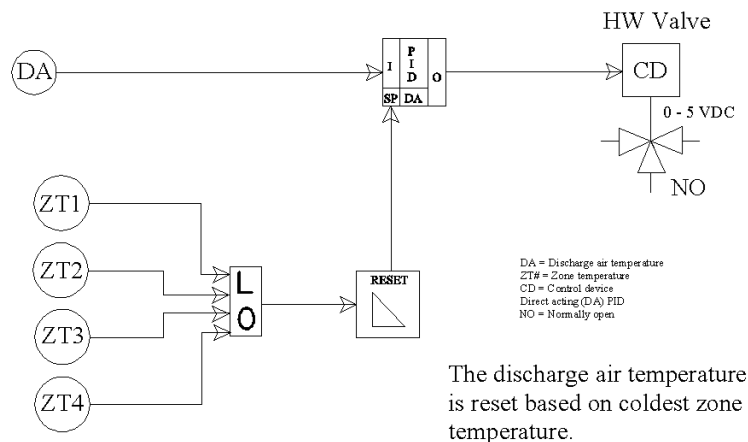 HW Valve
DA
I
PID
O
SP
DA
CD
0 - 5 VDC
NO
ZT1
ZT2
ZT3
ZT4
LO
RESET
DA = Discharge air temperature
ZT# = Zone temperature
CD = Control device
Direct acting (DA) PID
NO = Normally open
The discharge air temperature
is reset based on coldest zone
temperature.